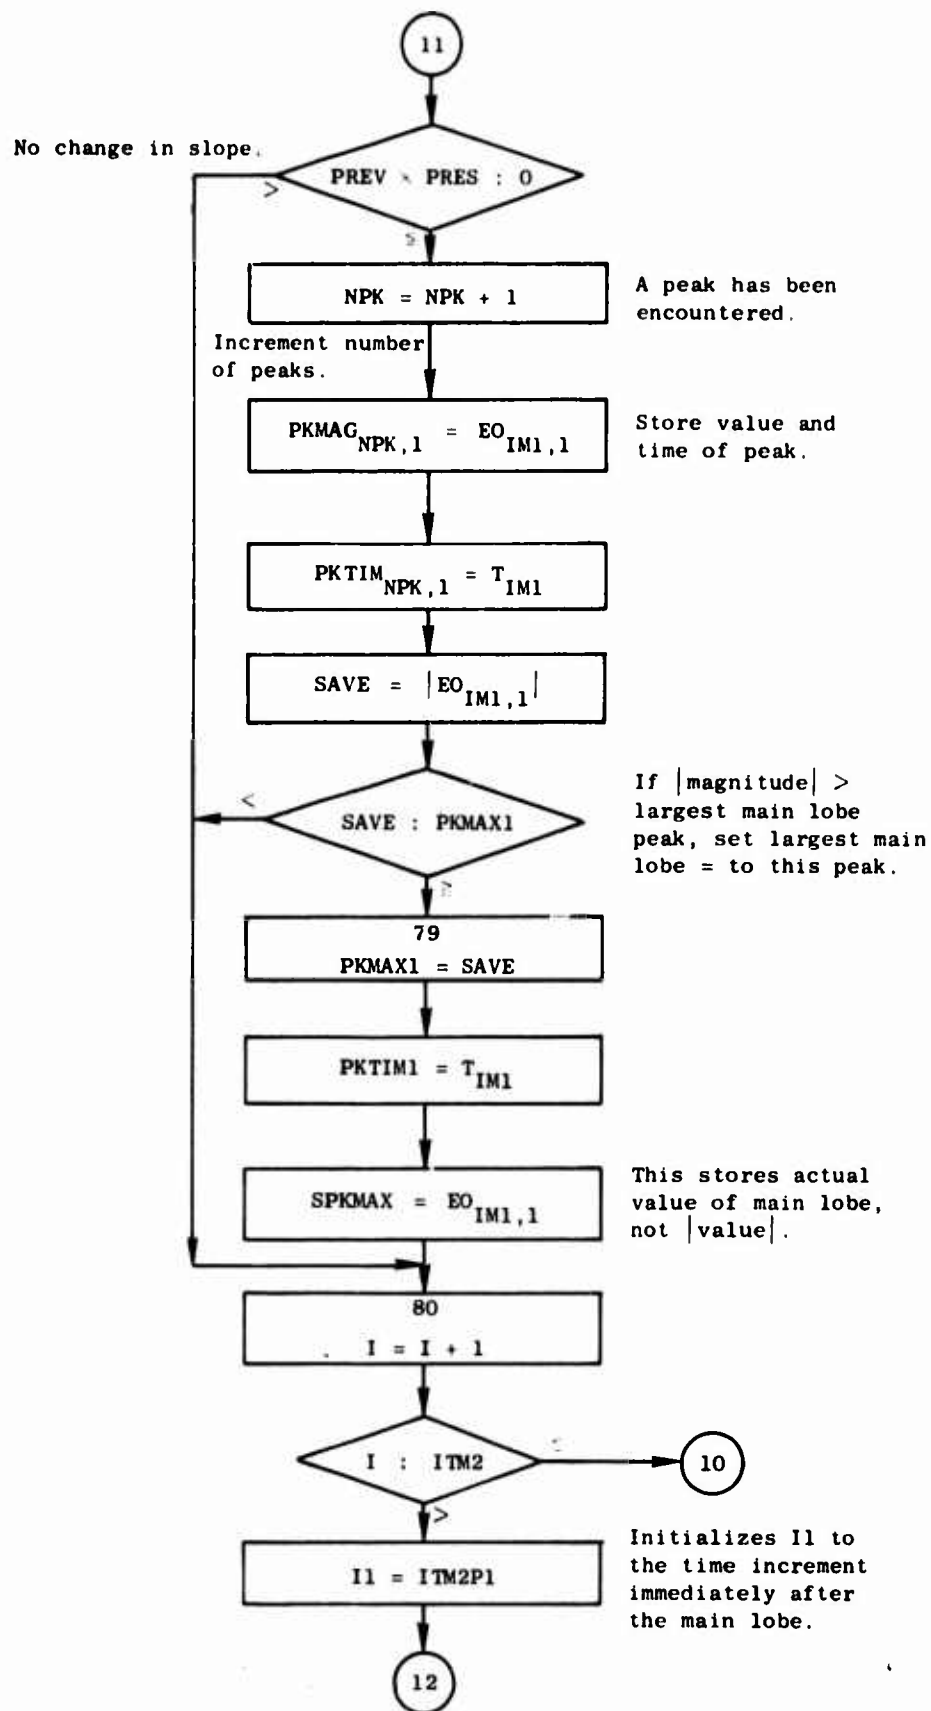 11
No change in slope.
PREV × PRES : 0
>
≤
NPK = NPK + 1
A peak has been
encountered.
Increment number
of peaks.
PKMAG NPK,1 = EO IM1,1
Store value and
time of peak.
PKTIM NPK,1 = T IM1
SAVE = |EO IM1,1|
If |magnitude| >
largest main lobe
peak, set largest main
lobe = to this peak.
<
SAVE : PKMAX1
≥
79
PKMAX1 = SAVE
PKTIM1 = T IM1
SPKMAX = EO IM1,1
This stores actual
value of main lobe,
not |value|.
80
I = I + 1
I : ITM2
≤
10
>
I1 = ITM2P1
Initializes I1 to
the time increment
immediately after
the main lobe.
12